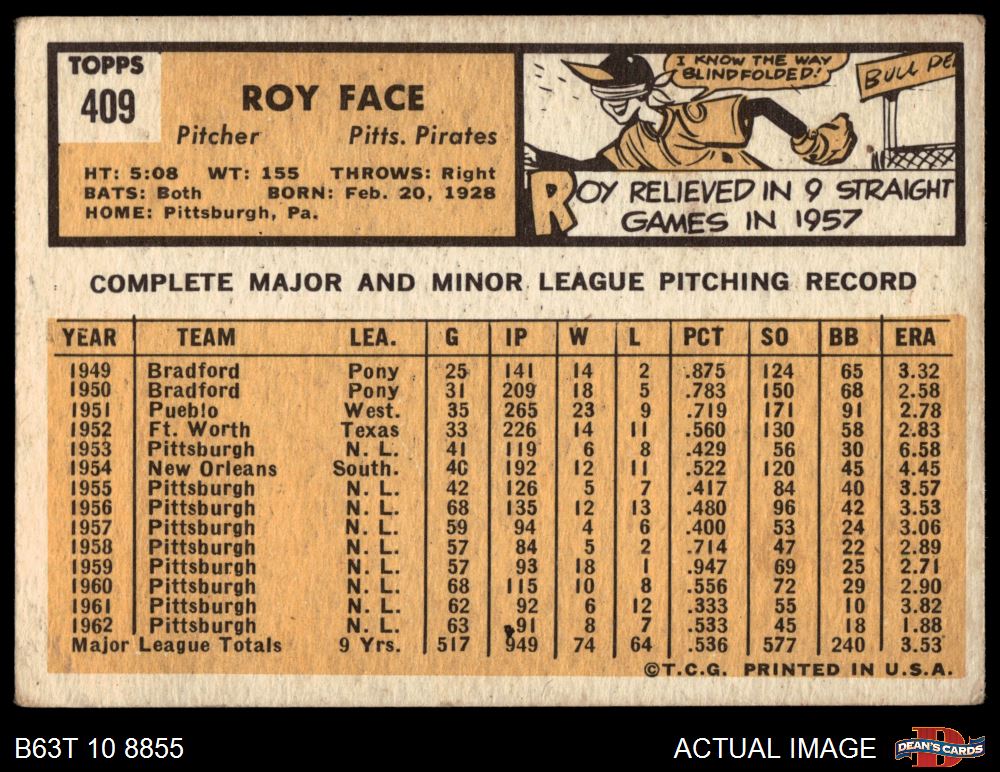 TOPPS
409
ROY FACE
Pitcher Pitts. Pirates
HT: 5:08 WT: 155 THROWS: Right
BATS: Both BORN: Feb. 20, 1928
HOME: Pittsburgh, Pa.
I KNOW THE WAY
BLINDFOLDED!
BULL PEN
ROY RELIEVED IN 9 STRAIGHT
GAMES IN 1957
COMPLETE MAJOR AND MINOR LEAGUE PITCHING RECORD
YEAR TEAM LEA. G IP W L PCT SO BB ERA
1949 Bradford Pony 25 141 14 2 .875 124 65 3.32
1950 Bradford Pony 31 209 18 5 .783 150 68 2.58
1951 Pueblo West. 35 265 23 9 .719 171 91 2.78
1952 Ft. Worth Texas 33 226 14 11 .560 130 58 2.83
1953 Pittsburgh N. L. 41 119 6 8 .429 56 30 6.58
1954 New Orleans South. 40 192 12 11 .522 120 45 4.45
1955 Pittsburgh N. L. 42 126 5 7 .417 84 40 3.57
1956 Pittsburgh N. L. 68 135 12 13 .480 96 42 3.53
1957 Pittsburgh N. L. 59 94 4 6 .400 53 24 3.06
1958 Pittsburgh N. L. 57 84 5 2 .714 47 22 2.89
1959 Pittsburgh N. L. 57 93 18 1 .947 69 25 2.71
1960 Pittsburgh N. L. 68 115 10 8 .556 72 29 2.90
1961 Pittsburgh N. L. 62 92 6 12 .333 55 10 3.82
1962 Pittsburgh N. L. 63 91 8 7 .533 45 18 1.88
Major League Totals 9 Yrs. 517 949 74 64 .536 577 240 3.53
©T.C.G. PRINTED IN U.S.A.
B63T 10 8855 ACTUAL IMAGE DEAN'S CARDS